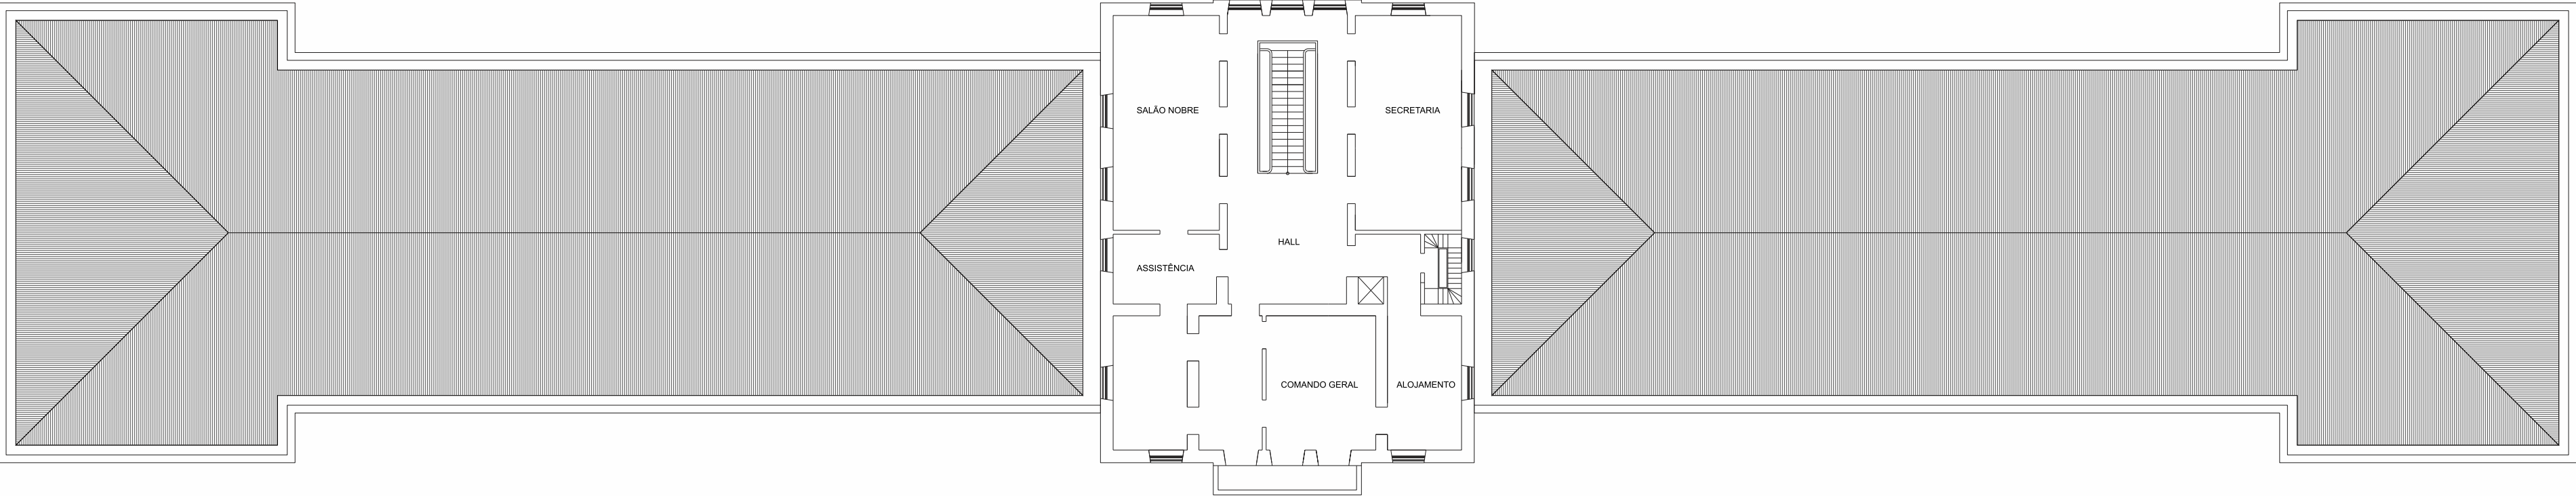 SALÃO NOBRE
SECRETARIA
HALL
ASSISTÊNCIA
COMANDO GERAL
ALOJAMENTO